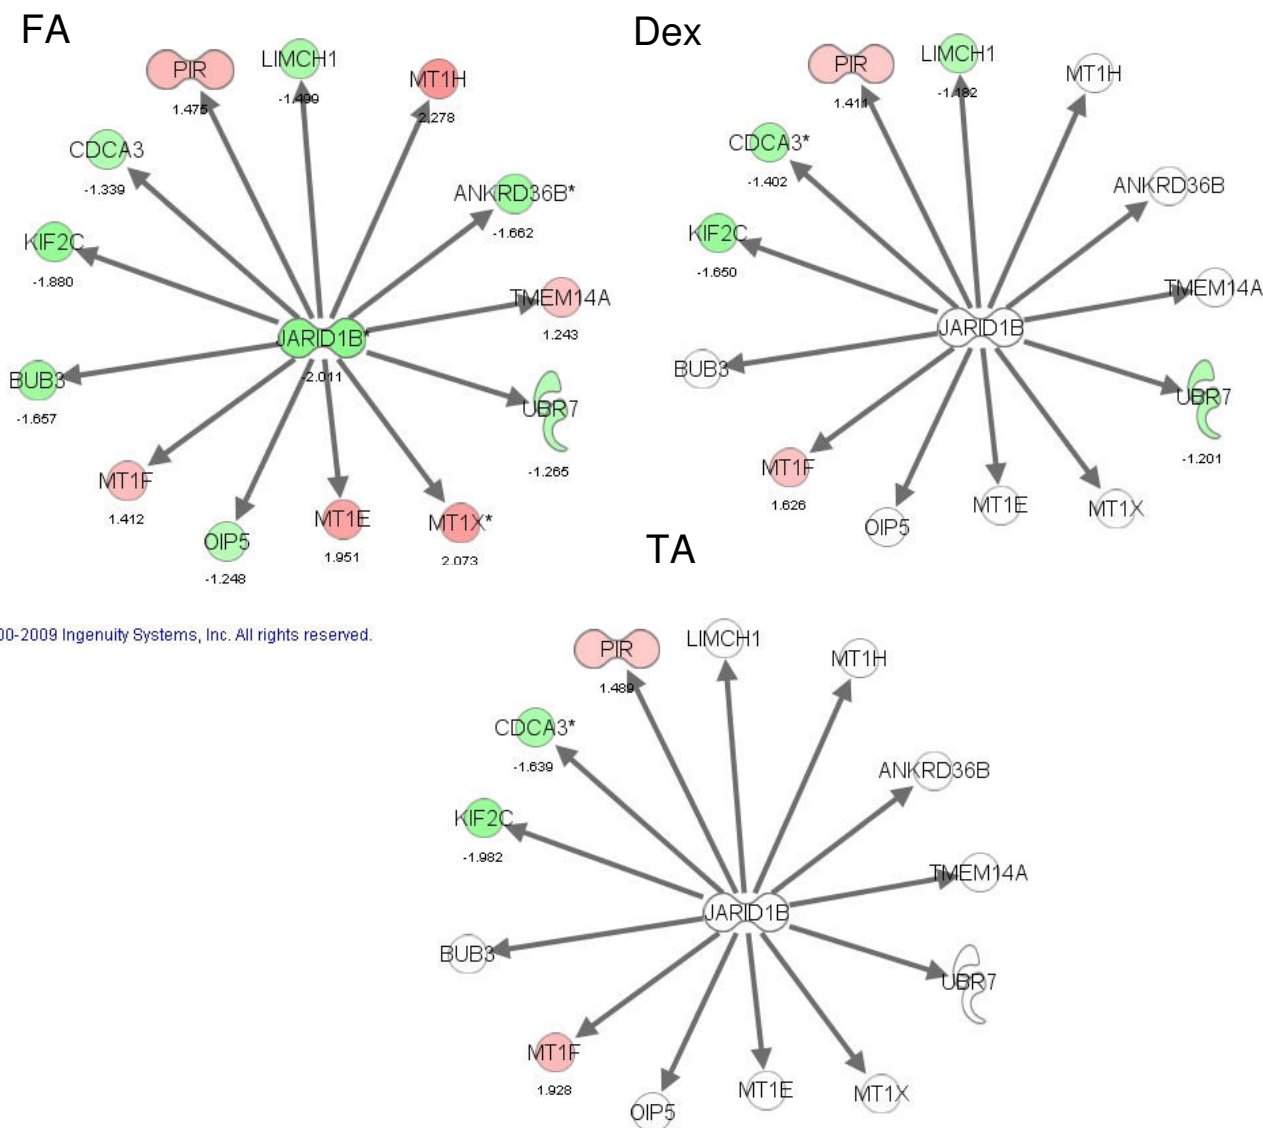 FA
PIR
1.475
LIMCH1
-1.499
MT1H
2.278
CDCA3
-1.339
ANKRD36B*
-1.662
KIF2C
-1.880
TMEM14A
1.243
JARID1B*
-2.011
BUB3
-1.657
UBR7
-1.265
MT1F
1.412
OIP5
-1.248
MT1E
1.951
MT1X*
2.073
Dex
PIR
1.411
LIMCH1
-1.182
MT1H
CDCA3*
-1.402
ANKRD36B
KIF2C
-1.650
TMEM14A
JARID1B
BUB3
UBR7
-1.201
MT1F
1.626
OIP5
MT1E
MT1X
00-2009 Ingenuity Systems, Inc. All rights reserved.
TA
PIR
1.489
LIMCH1
MT1H
CDCA3*
-1.639
ANKRD36B
KIF2C
-1.982
TMEM14A
JARID1B
BUB3
UBR7
MT1F
1.928
OIP5
MT1E
MT1X